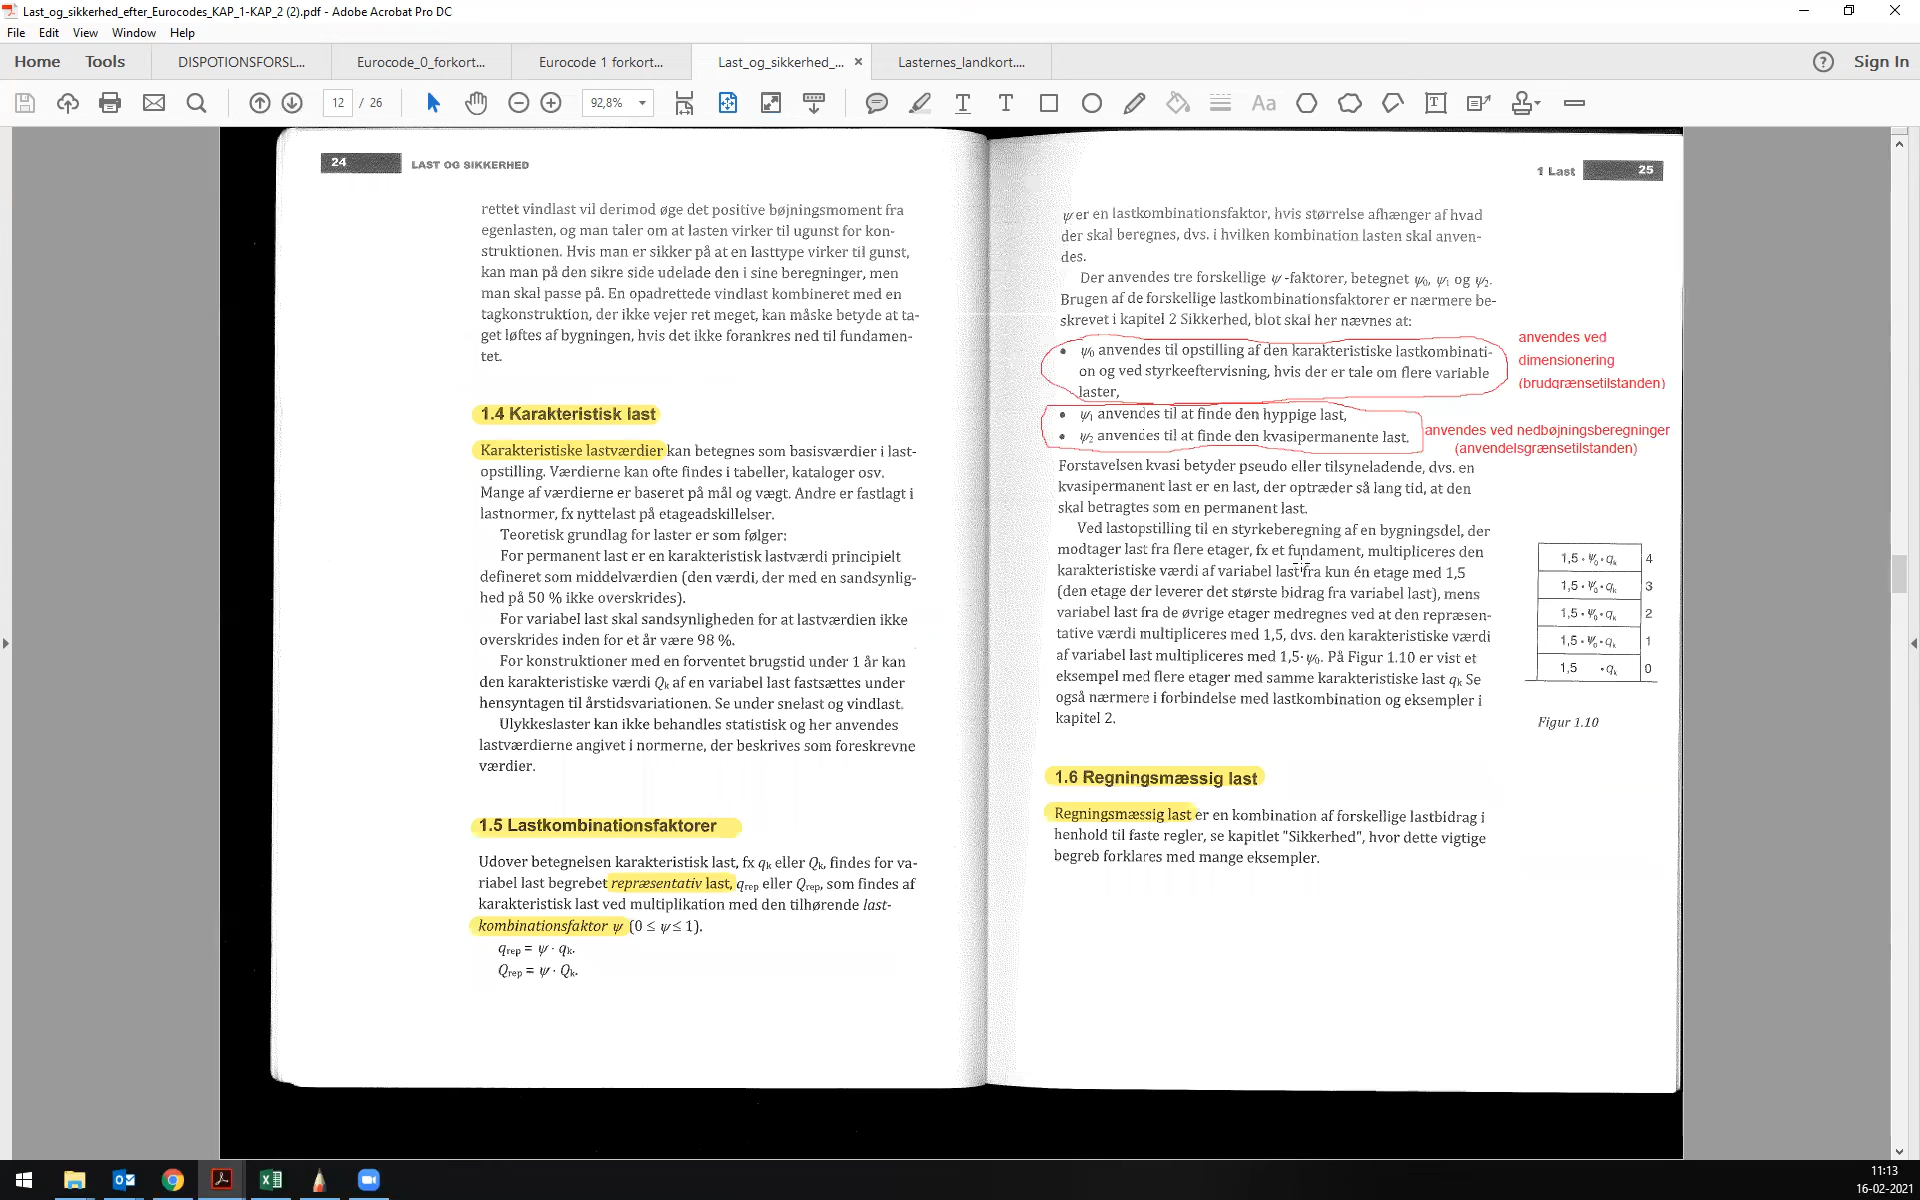 Last_og_sikkerhed_efter_Eurocodes_KAP_1-KAP_2 (2).pdf - Adobe Acrobat Pro DC
File Edit View Window Help
Home Tools DISPOTIONSFORSL... Eurocode_0_forkort... Eurocode 1 forkort... Last_og_sikkerhed_... × Lasternes_landkort.... Sign In
12 / 26 92,8%
24 LAST OG SIKKERHED
rettet vindlast vil derimod øge det positive bøjningsmoment fra
egenlasten, og man taler om at lasten virker til ugunst for kon-
struktionen. Hvis man er sikker på at en lasttype virker til gunst,
kan man på den sikre side udelade den i sine beregninger, men
man skal passe på. En opadrettede vindlast kombineret med en
tagkonstruktion, der ikke vejer ret meget, kan måske betyde at ta-
get løftes af bygningen, hvis det ikke forankres ned til fundamen-
tet.
1.4 Karakteristisk last
Karakteristiske lastværdier kan betegnes som basisværdier i last-
opstilling. Værdierne kan ofte findes i tabeller, kataloger osv.
Mange af værdierne er baseret på mål og vægt. Andre er fastlagt i
lastnormer, fx nyttelast på etageadskillelser.
Teoretisk grundlag for laster er som følger:
For permanent last er en karakteristisk lastværdi principielt
defineret som middelværdien (den værdi, der med en sandsynlig-
hed på 50 % ikke overskrides).
For variabel last skal sandsynligheden for at lastværdien ikke
overskrides inden for et år være 98 %.
For konstruktioner med en forventet brugstid under 1 år kan
den karakteristiske værdi Qk af en variabel last fastsættes under
hensyntagen til årstidsvariationen. Se under snelast og vindlast.
Ulykkeslaster kan ikke behandles statistisk og her anvendes
lastværdierne angivet i normerne, der beskrives som foreskrevne
værdier.
1.5 Lastkombinationsfaktorer
Udover betegnelsen karakteristisk last, fx qk eller Qk, findes for va-
riabel last begrebet repræsentativ last, qrep eller Qrep, som findes af
karakteristisk last ved multiplikation med den tilhørende last-
kombinationsfaktor ψ (0 ≤ ψ ≤ 1).
qrep = ψ · qk.
Qrep = ψ · Qk.
1 Last 25
ψ er en lastkombinationsfaktor, hvis størrelse afhænger af hvad
der skal beregnes, dvs. i hvilken kombination lasten skal anven-
des.
Der anvendes tre forskellige ψ -faktorer, betegnet ψ0, ψ1 og ψ2.
Brugen af de forskellige lastkombinationsfaktorer er nærmere be-
skrevet i kapitel 2 Sikkerhed, blot skal her nævnes at:
• ψ0 anvendes til opstilling af den karakteristiske lastkombinati-
on og ved styrkeeftervisning, hvis der er tale om flere variable
laster,
• ψ1 anvendes til at finde den hyppige last,
• ψ2 anvendes til at finde den kvasipermanente last.
anvendes ved
dimensionering
(brudgrænsetilstanden)
anvendes ved nedbøjningsberegninger
(anvendelsgrænsetilstanden)
Forstavelsen kvasi betyder pseudo eller tilsyneladende, dvs. en
kvasipermanent last er en last, der optræder så lang tid, at den
skal betragtes som en permanent last.
Ved lastopstilling til en styrkeberegning af en bygningsdel, der
modtager last fra flere etager, fx et fundament, multipliceres den
karakteristiske værdi af variabel last fra kun én etage med 1,5
(den etage der leverer det største bidrag fra variabel last), mens
variabel last fra de øvrige etager medregnes ved at den repræsen-
tative værdi multipliceres med 1,5, dvs. den karakteristiske værdi
af variabel last multipliceres med 1,5·ψ0. På Figur 1.10 er vist et
eksempel med flere etager med samme karakteristiske last qk Se
også nærmere i forbindelse med lastkombination og eksempler i
kapitel 2.
1,5 · ψ0 · qk 4
1,5 · ψ0 · qk 3
1,5 · ψ0 · qk 2
1,5 · ψ0 · qk 1
1,5 · qk 0
Figur 1.10
1.6 Regningsmæssig last
Regningsmæssig last er en kombination af forskellige lastbidrag i
henhold til faste regler, se kapitlet "Sikkerhed", hvor dette vigtige
begreb forklares med mange eksempler.
11:13
16-02-2021